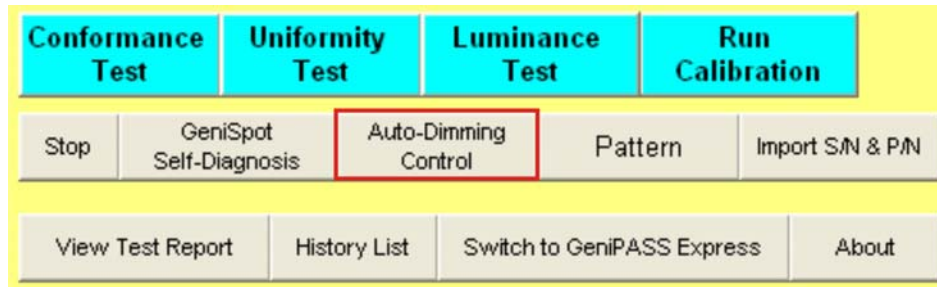 Conformance Test
Uniformity Test
Luminance Test
Run Calibration
Stop
GeniSpot Self-Diagnosis
Auto-Dimming Control
Pattern
Import S/N & P/N
View Test Report
History List
Switch to GeniPASS Express
About